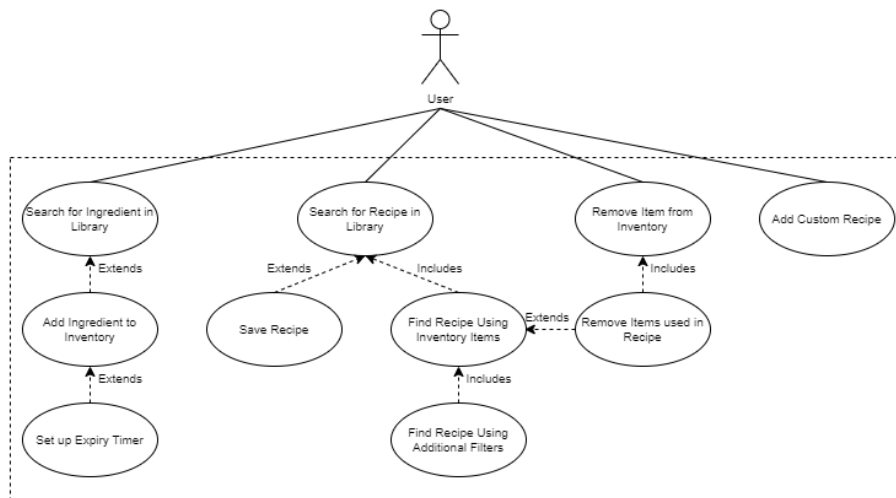 User
Search for Ingredient in
Library
Search for Recipe in
Library
Remove Item from
Inventory
Add Custom Recipe
Extends
Extends
Includes
Includes
Add Ingredient to
Inventory
Save Recipe
Find Recipe Using
Inventory Items
Extends
Remove Items used in
Recipe
Extends
Includes
Set up Expiry Timer
Find Recipe Using
Additional Filters